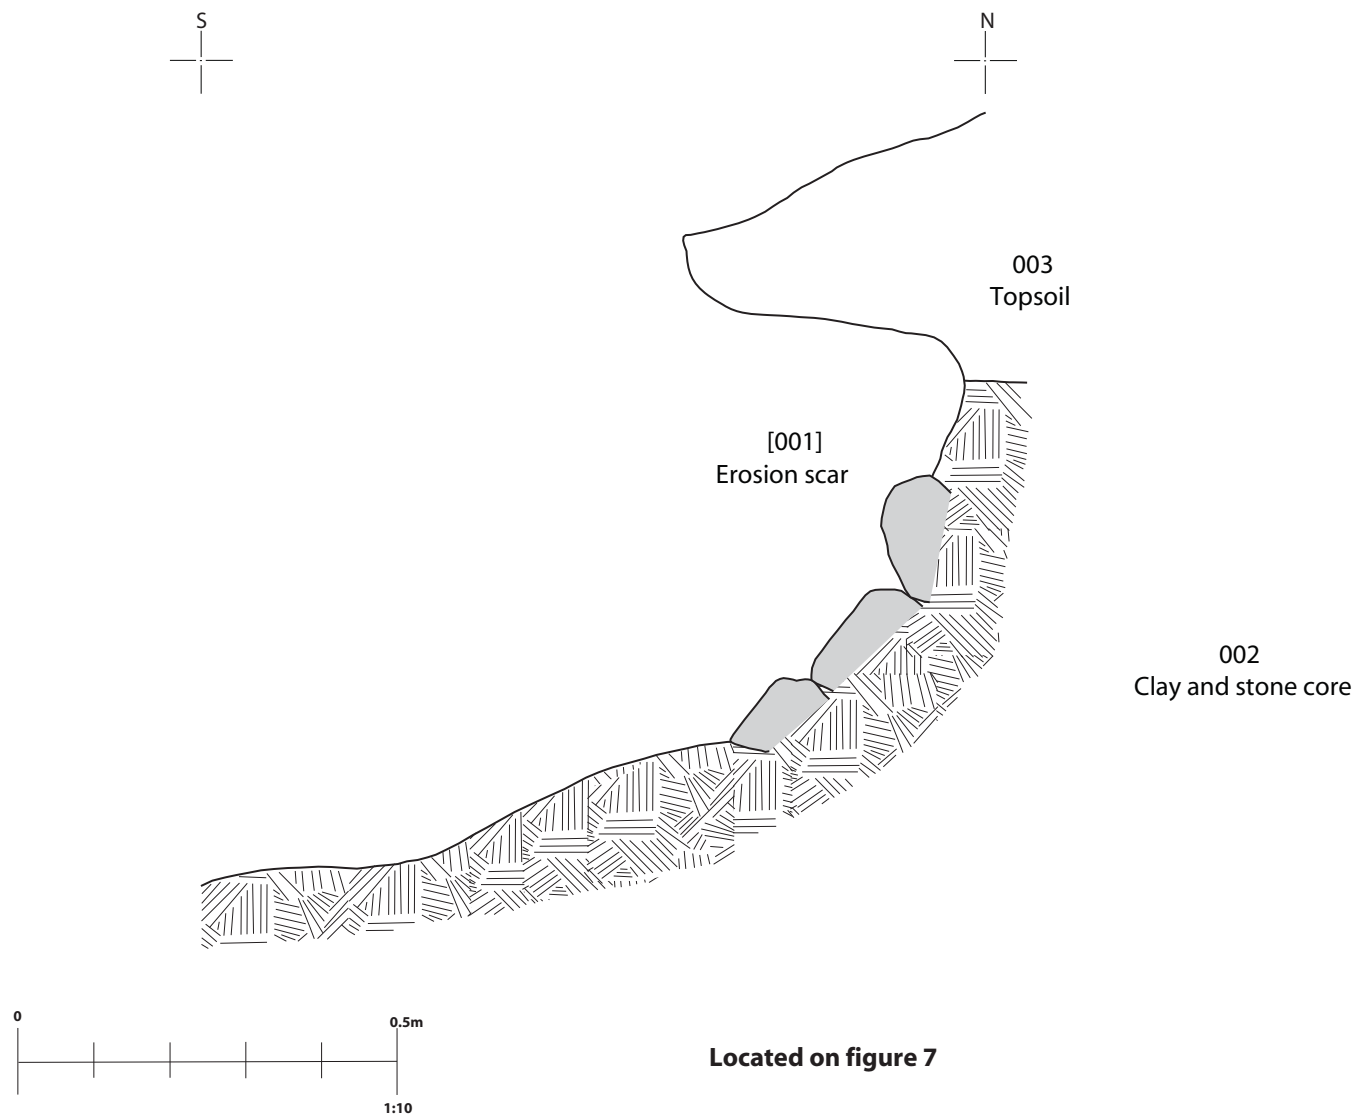 S
N
003
Topsoil
[001]
Erosion scar
002
Clay and stone core
0
0.5m
Located on figure 7
1:10